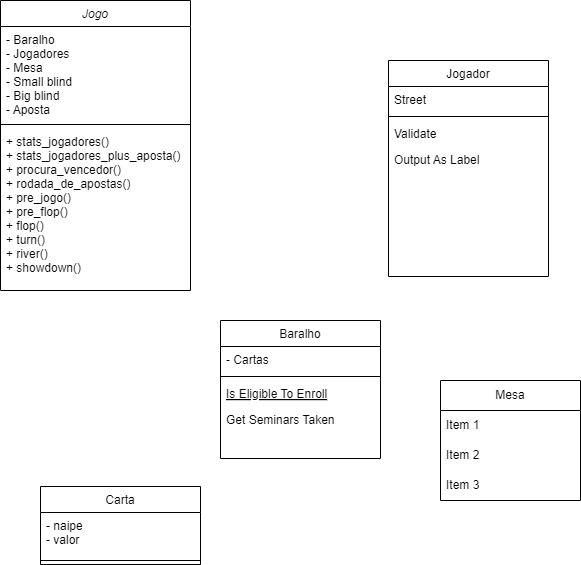 Jogo
- Baralho
- Jogadores
- Mesa
- Small blind
- Big blind
- Aposta
+ stats_jogadores()
+ stats_jogadores_plus_aposta()
+ procura_vencedor()
+ rodada_de_apostas()
+ pre_jogo()
+ pre_flop()
+ flop()
+ turn()
+ river()
+ showdown()
Jogador
Street
Validate
Output As Label
Baralho
- Cartas
Is Eligible To Enroll
Get Seminars Taken
Mesa
Item 1
Item 2
Item 3
Carta
- naipe
- valor